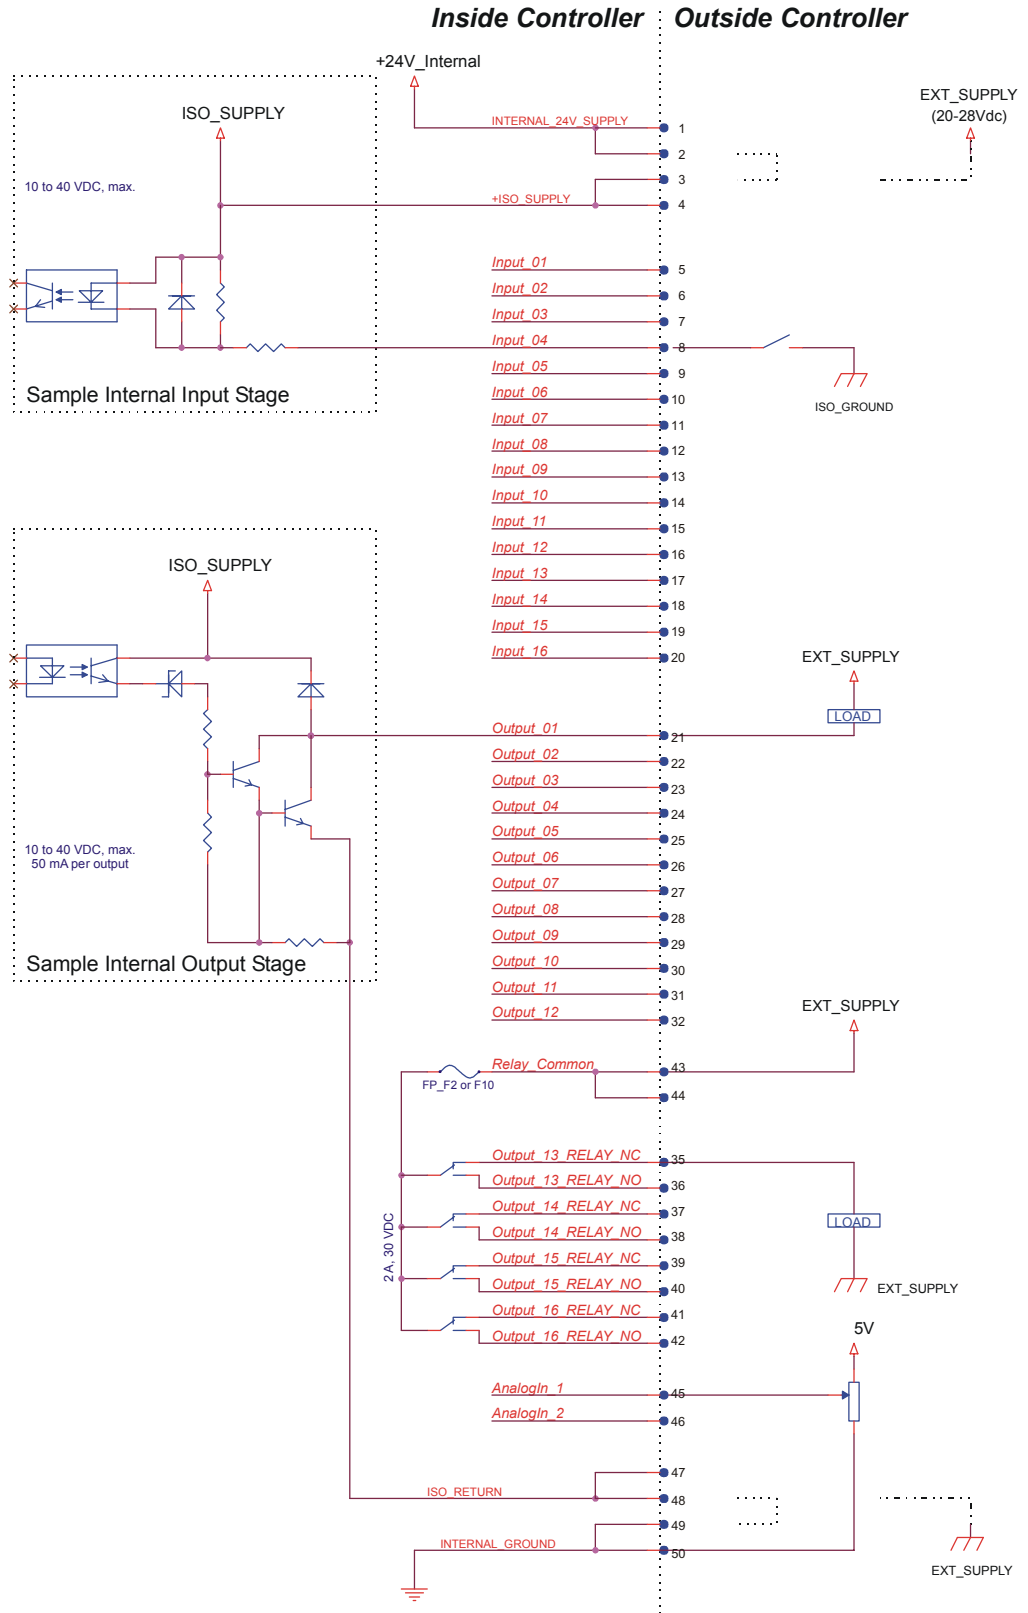 Inside Controller Outside Controller
+24V_Internal
EXT_SUPPLY
(20-28Vdc)
ISO_SUPPLY
INTERNAL_24V_SUPPLY 1
2
10 to 40 VDC, max.
3
+ISO_SUPPLY 4
Input_01 5
Input_02 6
Input_03 7
Input_04 8
Input_05 9
Sample Internal Input Stage
ISO_GROUND
Input_06 10
Input_07 11
Input_08 12
Input_09 13
Input_10 14
Input_11 15
Input_12 16
Input_13 17
Input_14 18
Input_15 19
Input_16 20
ISO_SUPPLY
EXT_SUPPLY
LOAD
Output_01 21
Output_02 22
Output_03 23
Output_04 24
Output_05 25
Output_06 26
Output_07 27
Output_08 28
Output_09 29
Output_10 30
Output_11 31
Output_12 32
10 to 40 VDC, max.
50 mA per output
Sample Internal Output Stage
EXT_SUPPLY
Relay_Common 43
FP_F2 or F10
44
Output_13_RELAY_NC 35
Output_13_RELAY_NO 36
Output_14_RELAY_NC 37
Output_14_RELAY_NO 38
Output_15_RELAY_NC 39
Output_15_RELAY_NO 40
Output_16_RELAY_NC 41
Output_16_RELAY_NO 42
2 A, 30 VDC
LOAD
EXT_SUPPLY
5V
AnalogIn_1 45
AnalogIn_2 46
47
ISO_RETURN 48
49
INTERNAL_GROUND 50
EXT_SUPPLY